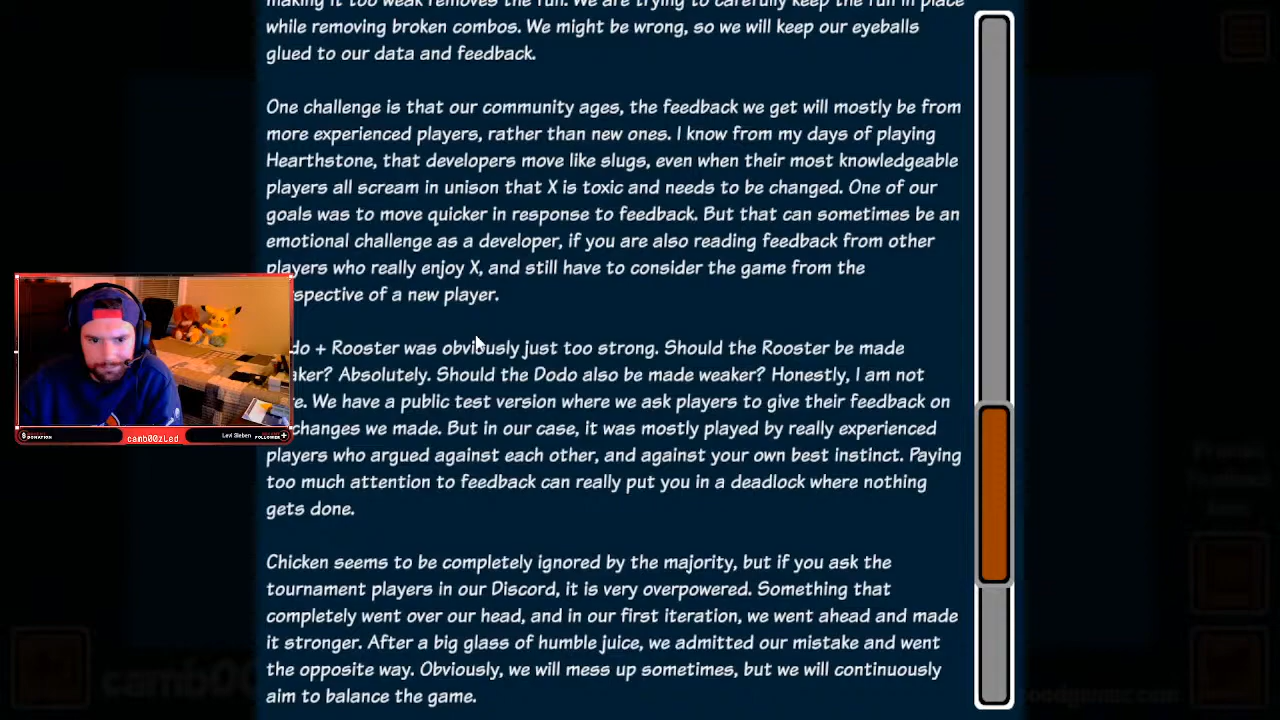 making it too weak removes the fun. We are trying to carefully keep the fun in place
while removing broken combos. We might be wrong, so we will keep our eyeballs
glued to our data and feedback.
One challenge is that our community ages, the feedback we get will mostly be from
more experienced players, rather than new ones. I know from my days of playing
Hearthstone, that developers move like slugs, even when their most knowledgeable
players all scream in unison that X is toxic and needs to be changed. One of our
goals was to move quicker in response to feedback. But that can sometimes be an
emotional challenge as a developer, if you are also reading feedback from other
players who really enjoy X, and still have to consider the game from the
spective of a new player.
do + Rooster was obviously just too strong. Should the Rooster be made
aker? Absolutely. Should the Dodo also be made weaker? Honestly, I am not
e. We have a public test version where we ask players to give their feedback on
changes we made. But in our case, it was mostly played by really experienced
players who argued against each other, and against your own best instinct. Paying
too much attention to feedback can really put you in a deadlock where nothing
gets done.
Chicken seems to be completely ignored by the majority, but if you ask the
tournament players in our Discord, it is very overpowered. Something that
completely went over our head, and in our first iteration, we went ahead and made
it stronger. After a big glass of humble juice, we admitted our mistake and went
the opposite way. Obviously, we will mess up sometimes, but we will continuously
aim to balance the game.
DONATION
camb00zLed
Levi Sieben
FOLLOWER
camb00